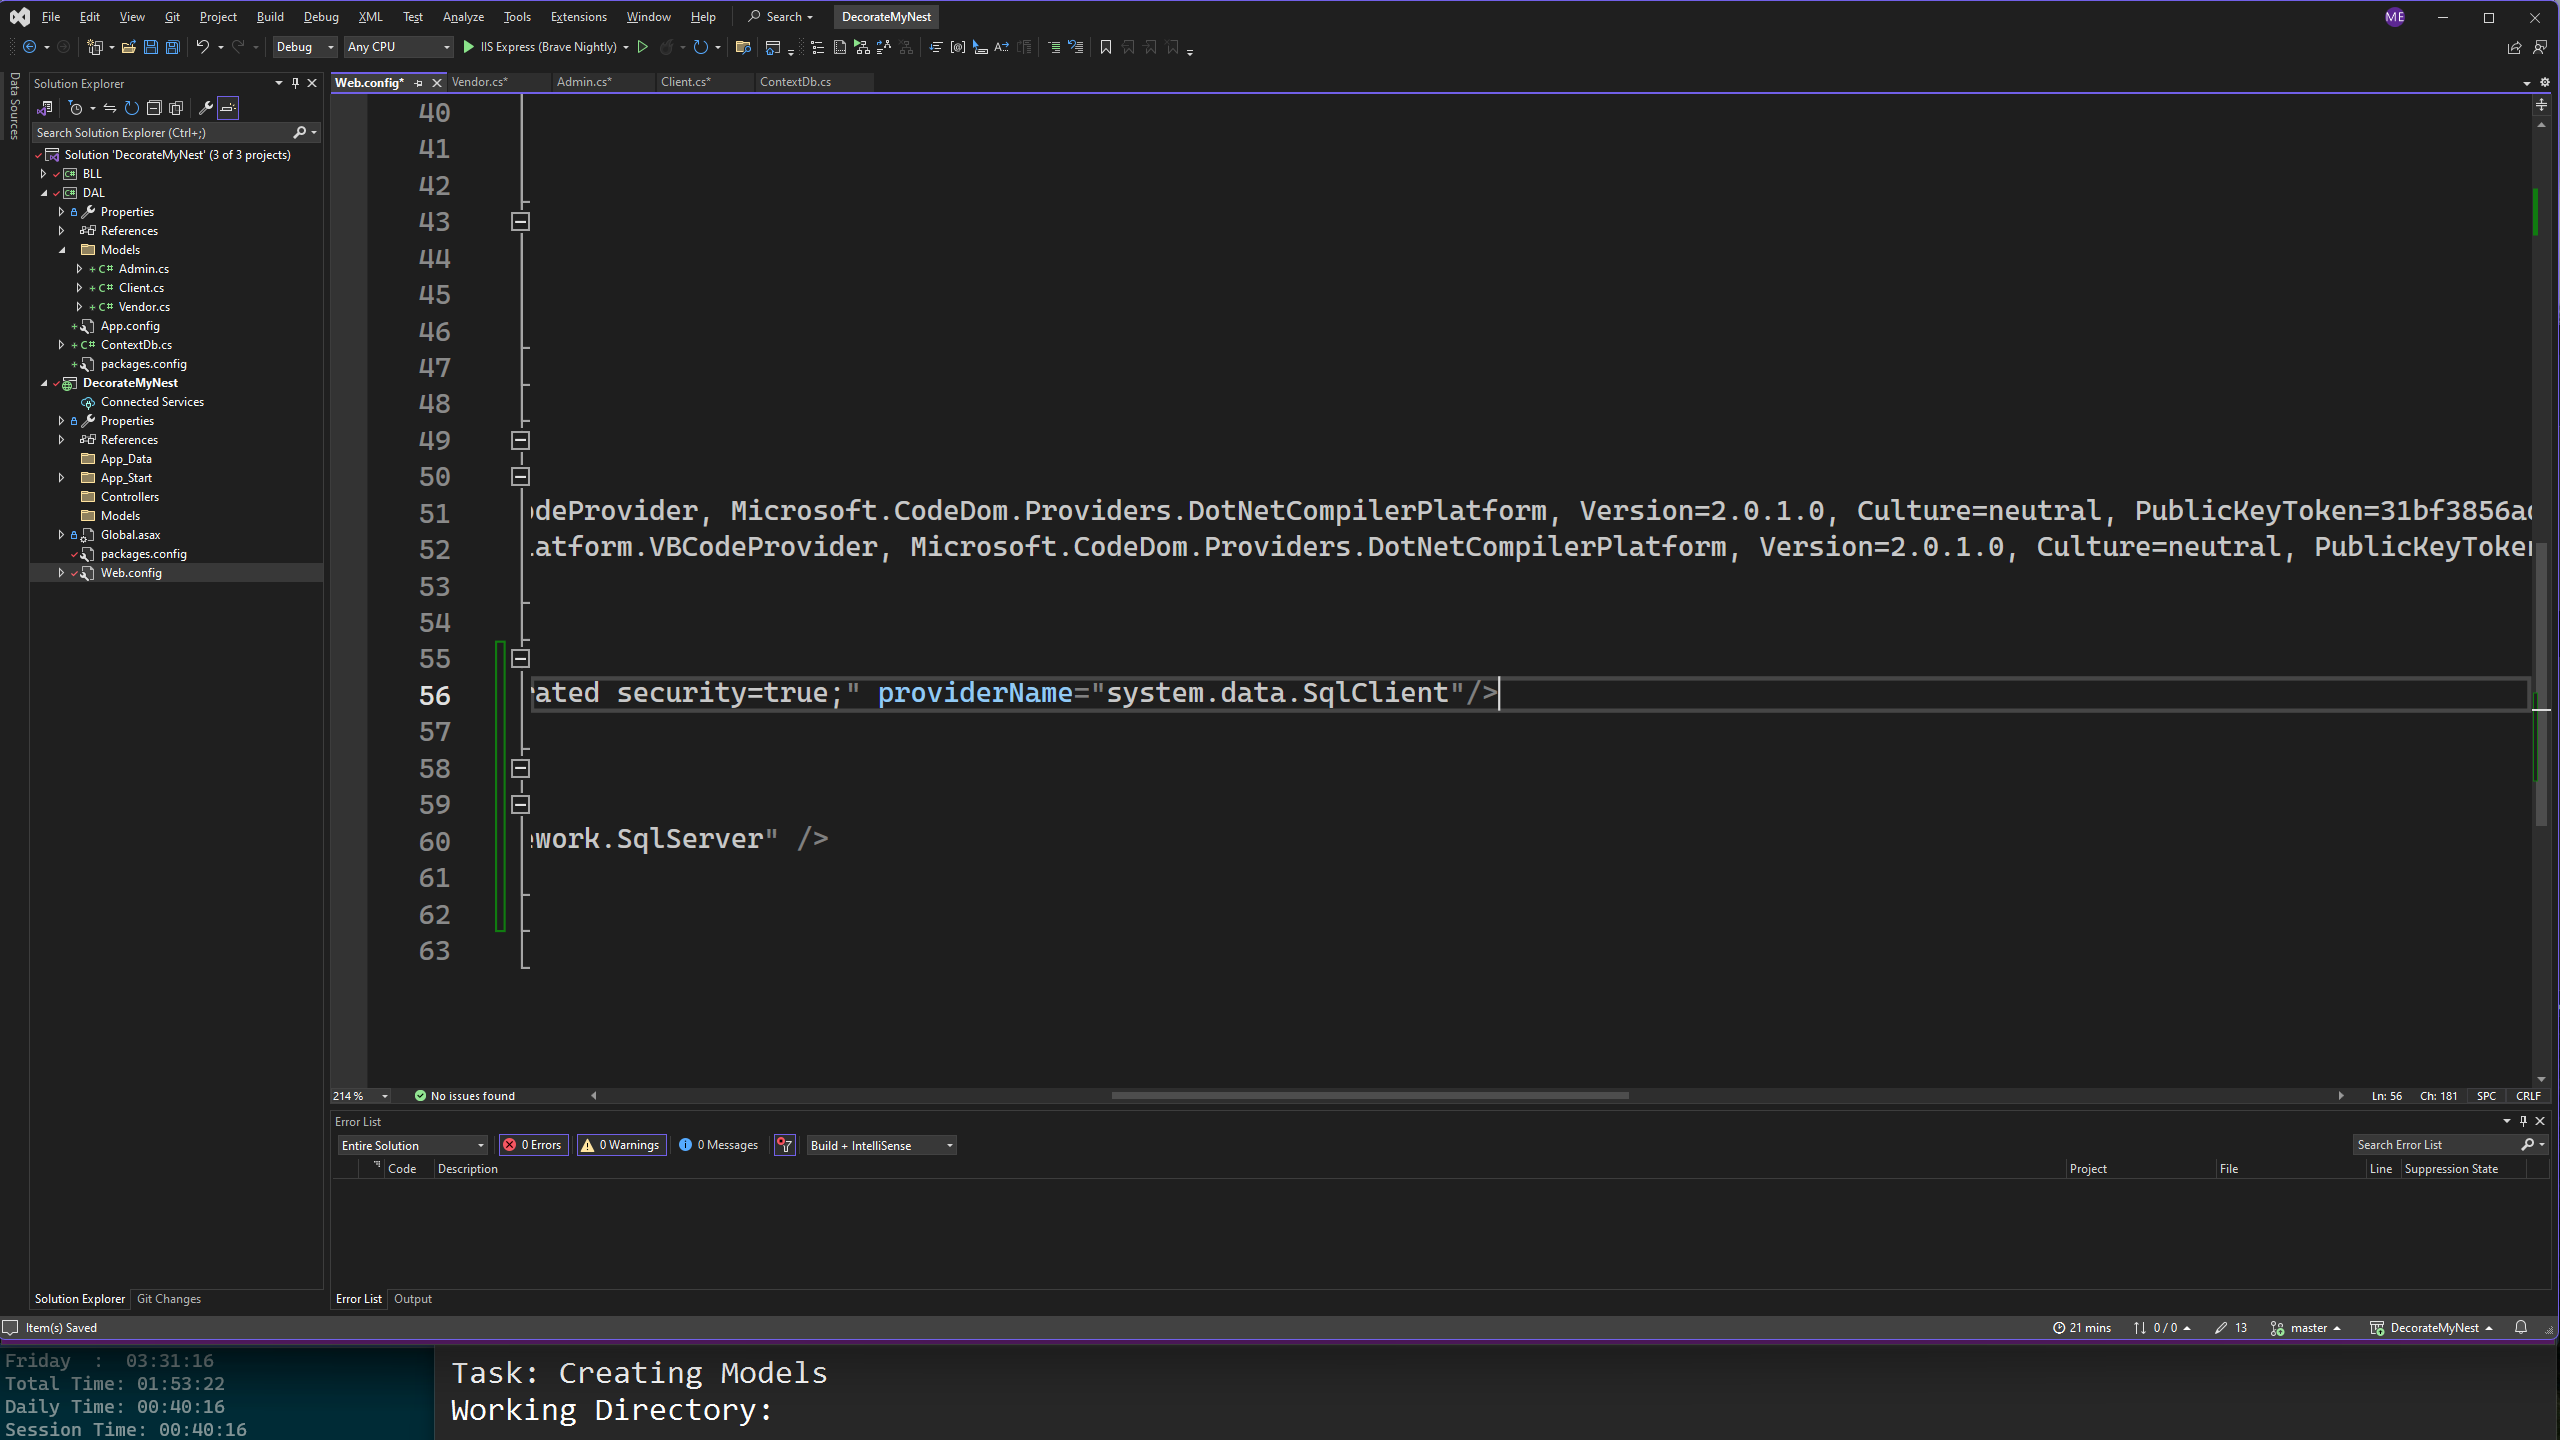 File Edit View Git Project Build Debug XML Test Analyze Tools Extensions Window Help Search DecorateMyNest ME
Debug Any CPU IIS Express (Brave Nightly)
Data Sources
Solution Explorer
Search Solution Explorer (Ctrl+;)
Solution 'DecorateMyNest' (3 of 3 projects)
C# BLL
C# DAL
Properties
References
Models
C# Admin.cs
C# Client.cs
C# Vendor.cs
App.config
C# ContextDb.cs
packages.config
DecorateMyNest
Connected Services
Properties
References
App_Data
App_Start
Controllers
Models
Global.asax
packages.config
Web.config
Solution Explorer Git Changes
Web.config* Vendor.cs* Admin.cs* Client.cs* ContextDb.cs
40
41
42
43
44
45
46
47
48
49
50
51 odeProvider, Microsoft.CodeDom.Providers.DotNetCompilerPlatform, Version=2.0.1.0, Culture=neutral, PublicKeyToken=31bf3856ad
52 latform.VBCodeProvider, Microsoft.CodeDom.Providers.DotNetCompilerPlatform, Version=2.0.1.0, Culture=neutral, PublicKeyToken
53
54
55
56 rated security=true;" providerName="system.data.SqlClient"/>
57
58
59
60 ework.SqlServer" />
61
62
63
214 % No issues found Ln: 56 Ch: 181 SPC CRLF
Error List
Entire Solution 0 Errors 0 Warnings 0 Messages Build + IntelliSense Search Error List
Code Description Project File Line Suppression State
Error List Output
Item(s) Saved 21 mins 0 / 0 13 master DecorateMyNest
Friday : 03:31:16
Total Time: 01:53:22
Daily Time: 00:40:16
Session Time: 00:40:16
Task: Creating Models
Working Directory: